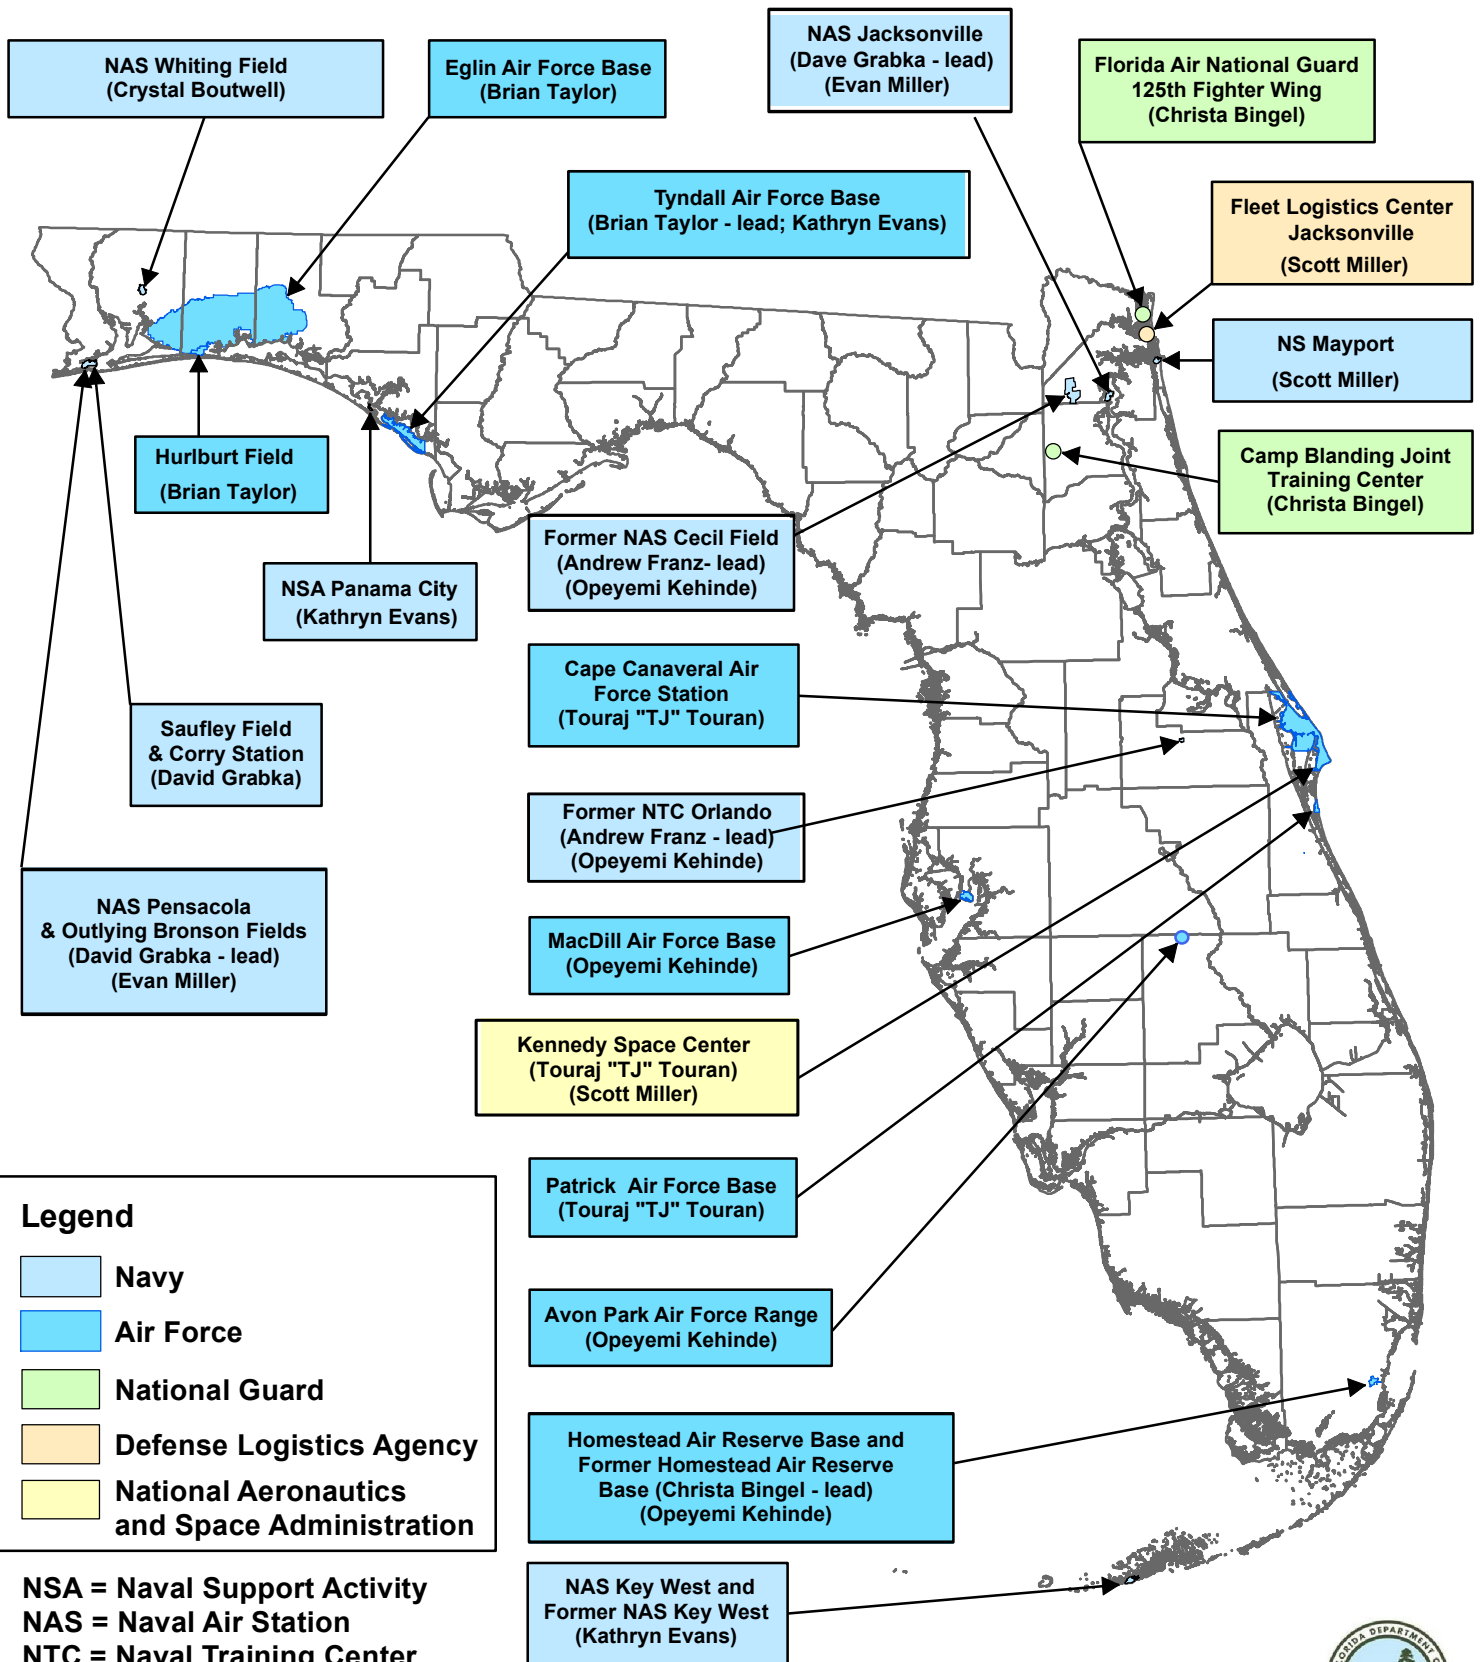 NAS Whiting Field
(Crystal Boutwell)
Eglin Air Force Base
(Brian Taylor)
NAS Jacksonville
(Dave Grabka - lead)
(Evan Miller)
Florida Air National Guard
125th Fighter Wing
(Christa Bingel)
Tyndall Air Force Base
(Brian Taylor - lead; Kathryn Evans)
Fleet Logistics Center
Jacksonville
(Scott Miller)
NS Mayport
(Scott Miller)
Hurlburt Field
(Brian Taylor)
Camp Blanding Joint
Training Center
(Christa Bingel)
NSA Panama City
(Kathryn Evans)
Former NAS Cecil Field
(Andrew Franz- lead)
(Opeyemi Kehinde)
Cape Canaveral Air
Force Station
(Touraj "TJ" Touran)
Saufley Field
& Corry Station
(David Grabka)
Former NTC Orlando
(Andrew Franz - lead)
(Opeyemi Kehinde)
NAS Pensacola
& Outlying Bronson Fields
(David Grabka - lead)
(Evan Miller)
MacDill Air Force Base
(Opeyemi Kehinde)
Kennedy Space Center
(Touraj "TJ" Touran)
(Scott Miller)
Patrick Air Force Base
(Touraj "TJ" Touran)
Avon Park Air Force Range
(Opeyemi Kehinde)
Homestead Air Reserve Base and
Former Homestead Air Reserve
Base (Christa Bingel - lead)
(Opeyemi Kehinde)
NAS Key West and
Former NAS Key West
(Kathryn Evans)
Legend
Navy
Air Force
National Guard
Defense Logistics Agency
National Aeronautics
and Space Administration
NSA = Naval Support Activity
NAS = Naval Air Station
NTC = Naval Training Center
DEPARTMENT